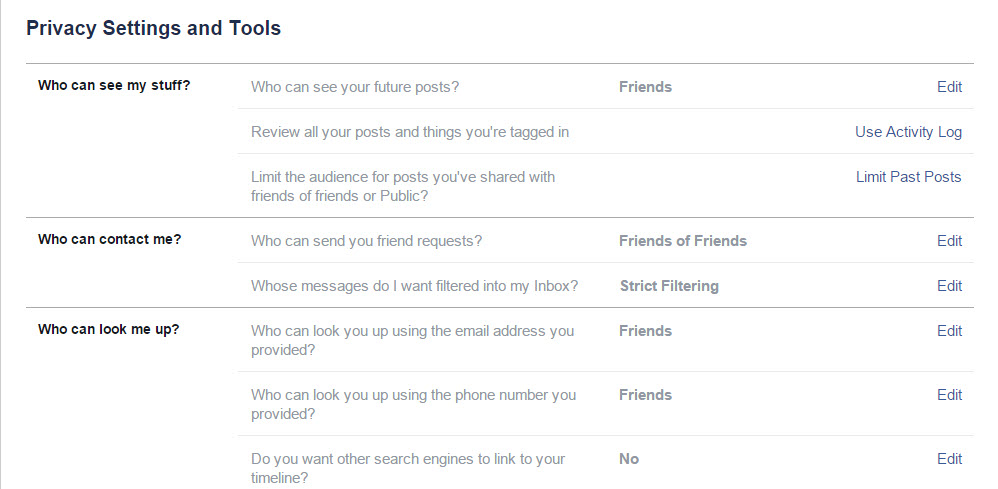 Privacy Settings and Tools
Who can see my stuff?
Who can see your future posts?
Friends
Edit
Review all your posts and things you're tagged in
Use Activity Log
Limit the audience for posts you've shared with
friends of friends or Public?
Limit Past Posts
Who can contact me?
Who can send you friend requests?
Friends of Friends
Edit
Whose messages do I want filtered into my Inbox?
Strict Filtering
Edit
Who can look me up?
Who can look you up using the email address you
provided?
Friends
Edit
Who can look you up using the phone number you
provided?
Friends
Edit
Do you want other search engines to link to your
timeline?
No
Edit